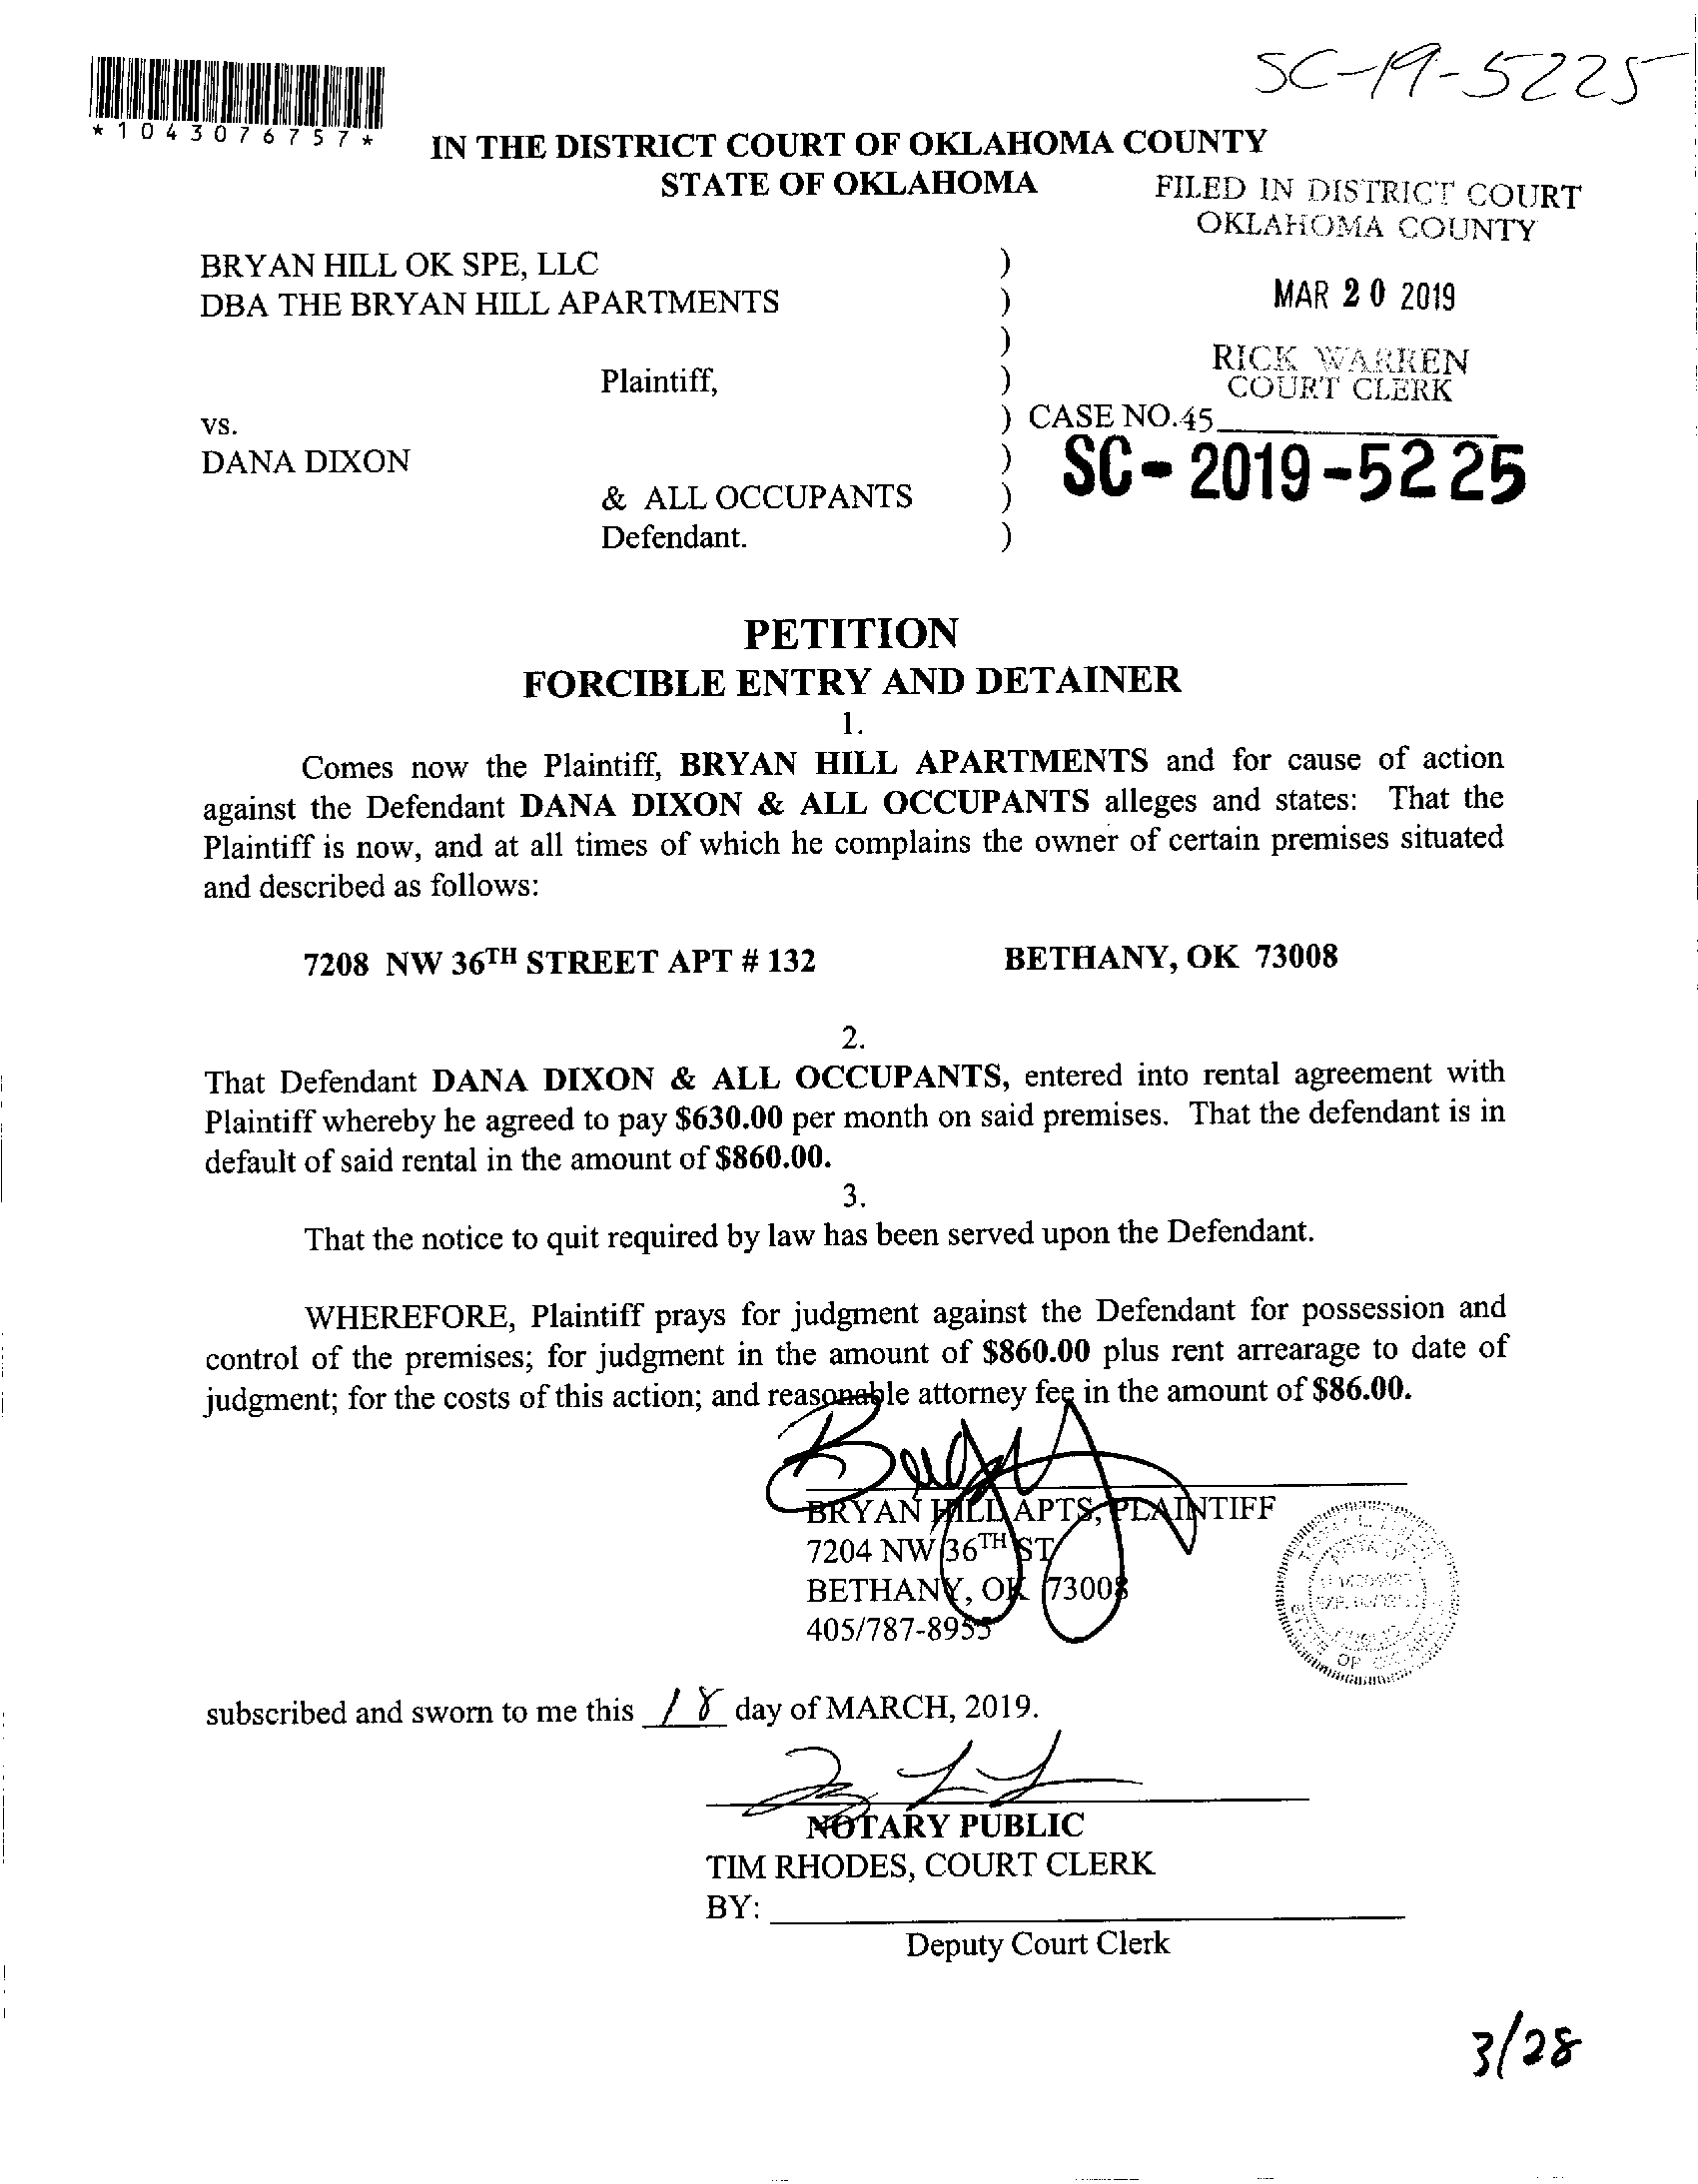 SC-19-5225
*1043076757*
IN THE DISTRICT COURT OF OKLAHOMA COUNTY
STATE OF OKLAHOMA
FILED IN DISTRICT COURT
OKLAHOMA COUNTY
BRYAN HILL OK SPE, LLC )
DBA THE BRYAN HILL APARTMENTS )
MAR 20 2019
)
RICK WARREN
Plaintiff, )
COURT CLERK
) CASE NO.45
vs.
DANA DIXON )
SC-2019-5225
& ALL OCCUPANTS )
Defendant. )
PETITION
FORCIBLE ENTRY AND DETAINER
1.
Comes now the Plaintiff, BRYAN HILL APARTMENTS and for cause of action
against the Defendant DANA DIXON & ALL OCCUPANTS alleges and states: That the
Plaintiff is now, and at all times of which he complains the owner of certain premises situated
and described as follows:
7208 NW 36TH STREET APT # 132 BETHANY, OK 73008
2.
That Defendant DANA DIXON & ALL OCCUPANTS, entered into rental agreement with
Plaintiff whereby he agreed to pay $630.00 per month on said premises. That the defendant is in
default of said rental in the amount of $860.00.
3.
That the notice to quit required by law has been served upon the Defendant.
WHEREFORE, Plaintiff prays for judgment against the Defendant for possession and
control of the premises; for judgment in the amount of $860.00 plus rent arrearage to date of
judgment; for the costs of this action; and reasonable attorney fee in the amount of $86.00.
BRYAN HILL APTS, PLAINTIFF
7204 NW 36TH ST
BETHANY, OK 73008
405/787-8955
subscribed and sworn to me this 18 day of MARCH, 2019.
NOTARY PUBLIC
TIM RHODES, COURT CLERK
BY:
Deputy Court Clerk
3/28